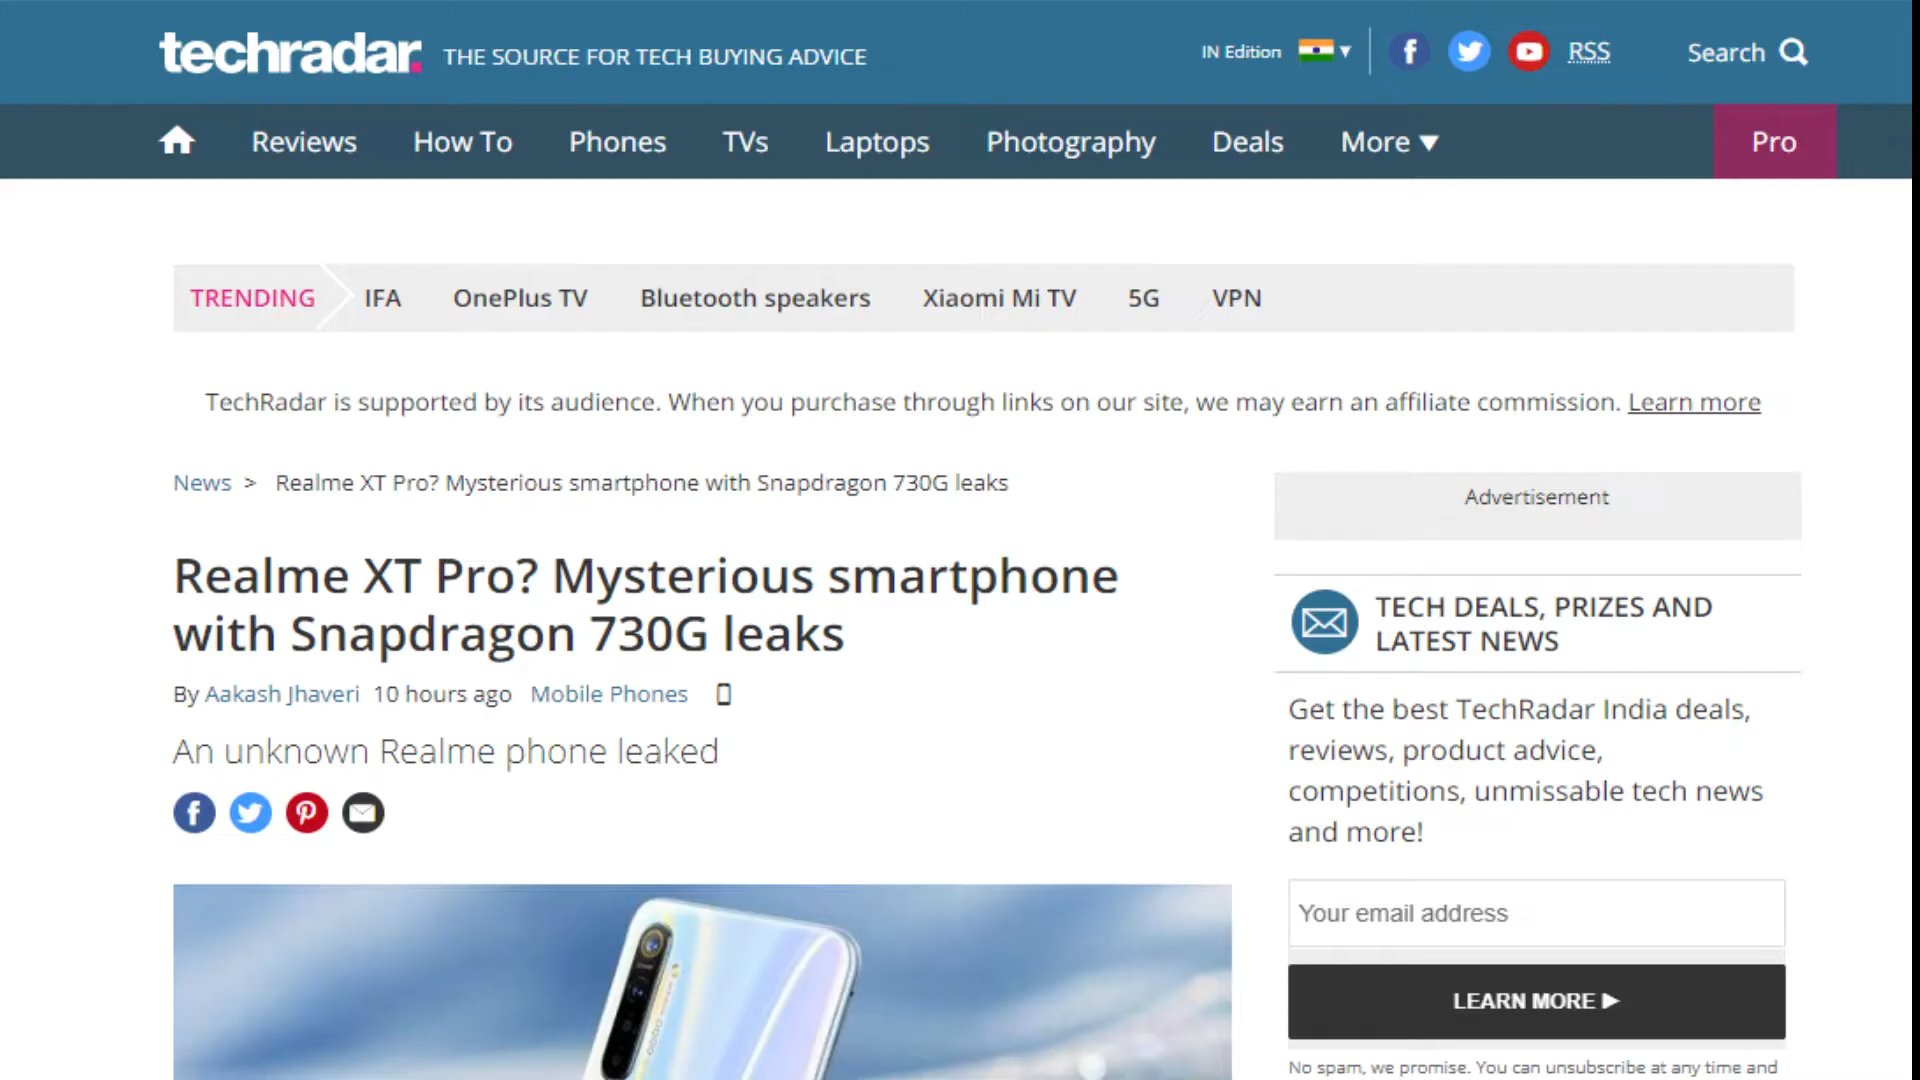 techradar. THE SOURCE FOR TECH BUYING ADVICE
IN Edition
RSS
Search
Reviews How To Phones TVs Laptops Photography Deals More Pro
TRENDING IFA OnePlus TV Bluetooth speakers Xiaomi Mi TV 5G VPN
TechRadar is supported by its audience. When you purchase through links on our site, we may earn an affiliate commission. Learn more
News > Realme XT Pro? Mysterious smartphone with Snapdragon 730G leaks
Realme XT Pro? Mysterious smartphone
with Snapdragon 730G leaks
By Aakash Jhaveri 10 hours ago Mobile Phones
An unknown Realme phone leaked
Advertisement
TECH DEALS, PRIZES AND
LATEST NEWS
Get the best TechRadar India deals,
reviews, product advice,
competitions, unmissable tech news
and more!
Your email address
LEARN MORE
No spam, we promise. You can unsubscribe at any time and